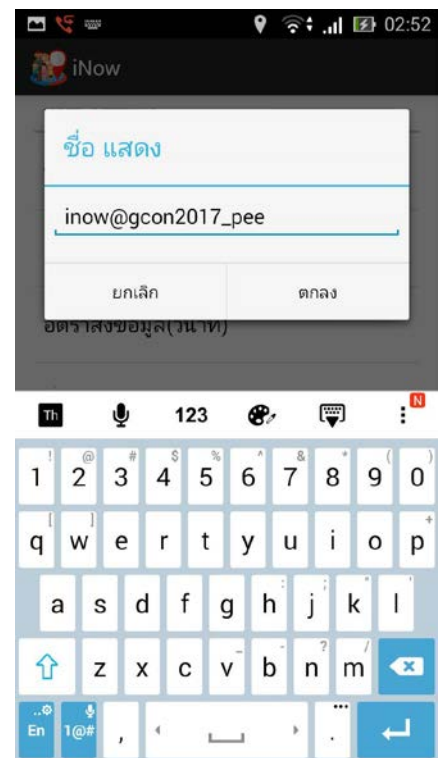 02:52
iNow
ชื่อ แสดง
inow@gcon2017_pee
ยกเลิก ตกลง
อัตราส่งข้อมูล(วินาที)
Th 123 N
! @ # $ % ^ & * ( )
1 2 3 4 5 6 7 8 9 0
[ ] +
q w e r t y u i o p
: ; " '
a s d f g h j k l
_ - ? /
z x c v b n m
En 1@# , .